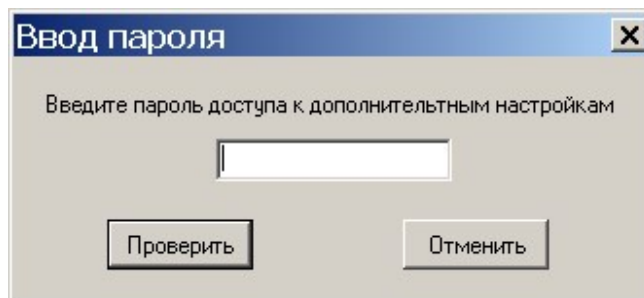 Ввод пароля
Введите пароль доступа к дополнительтным настройкам
Проверить
Отменить